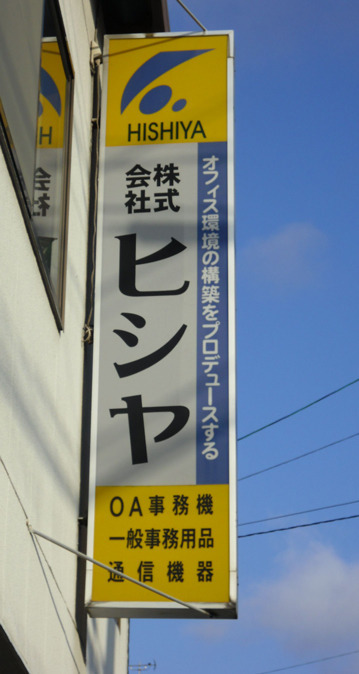 HISHIYA
株式
会社
ヒシヤ
オフィス環境の構築をプロデュースする
OA事務機
一般事務用品
通信機器